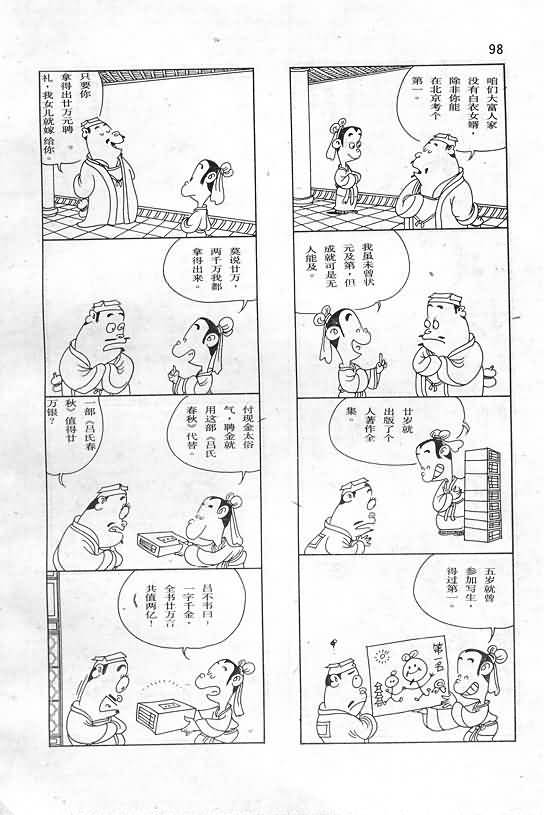 98
咱们大富人家
没有白衣女婿，
除非你能
在北京考个
第一。
我虽未曾状
元及第，但
成就可是无
人能及。
廿岁就
出版了个
人著作全
集。
五岁就曾
参加写生
得过第一。
第一名
只要你
拿得出廿万元聘
礼，我女儿就嫁给你。
莫说廿万，
两千万我都
拿得出来。
付现金太俗
气，聘金就
用这部《吕氏
春秋》代替。
一部《吕氏春
秋》值得廿
万银？
吕不韦曰：
一字千金，
全书廿万言
共值两亿！